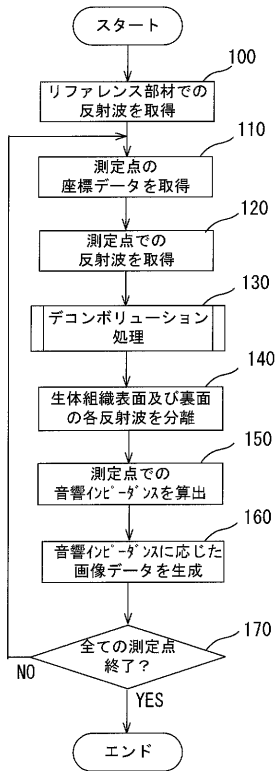 スタート
100
リファレンス部材での
反射波を取得
110
測定点の
座標データを取得
120
測定点での
反射波を取得
130
デコンボリューション
処理
140
生体組織表面及び裏面
の各反射波を分離
150
測定点での
音響ｲﾝﾋﾟｰﾀﾞﾝｽを算出
160
音響ｲﾝﾋﾟｰﾀﾞﾝｽに応じた
画像データを生成
170
全ての測定点
終了？
NO
YES
エンド